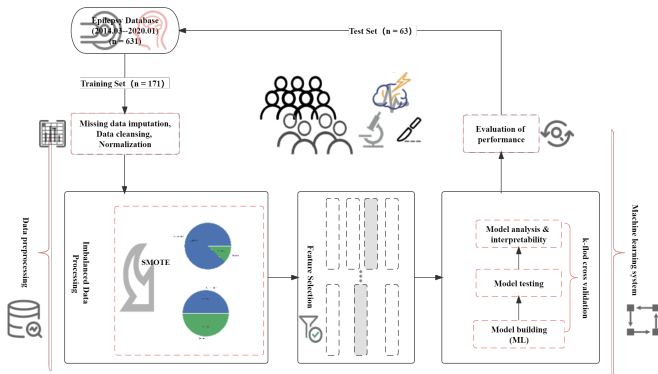 Epilepsy Database
(2014.03--2020.01)
(n = 631)
Test Set (n = 63)
Training Set (n = 171)
Missing data imputation,
Data cleansing,
Normalization
Evaluation of
performance
Data preprocessing
Imbalanced Data
Processing
SMOTE
Feature Selection
Model analysis &
interpretability
Model testing
Model building
(ML)
k-flod cross validation
Machine learning system